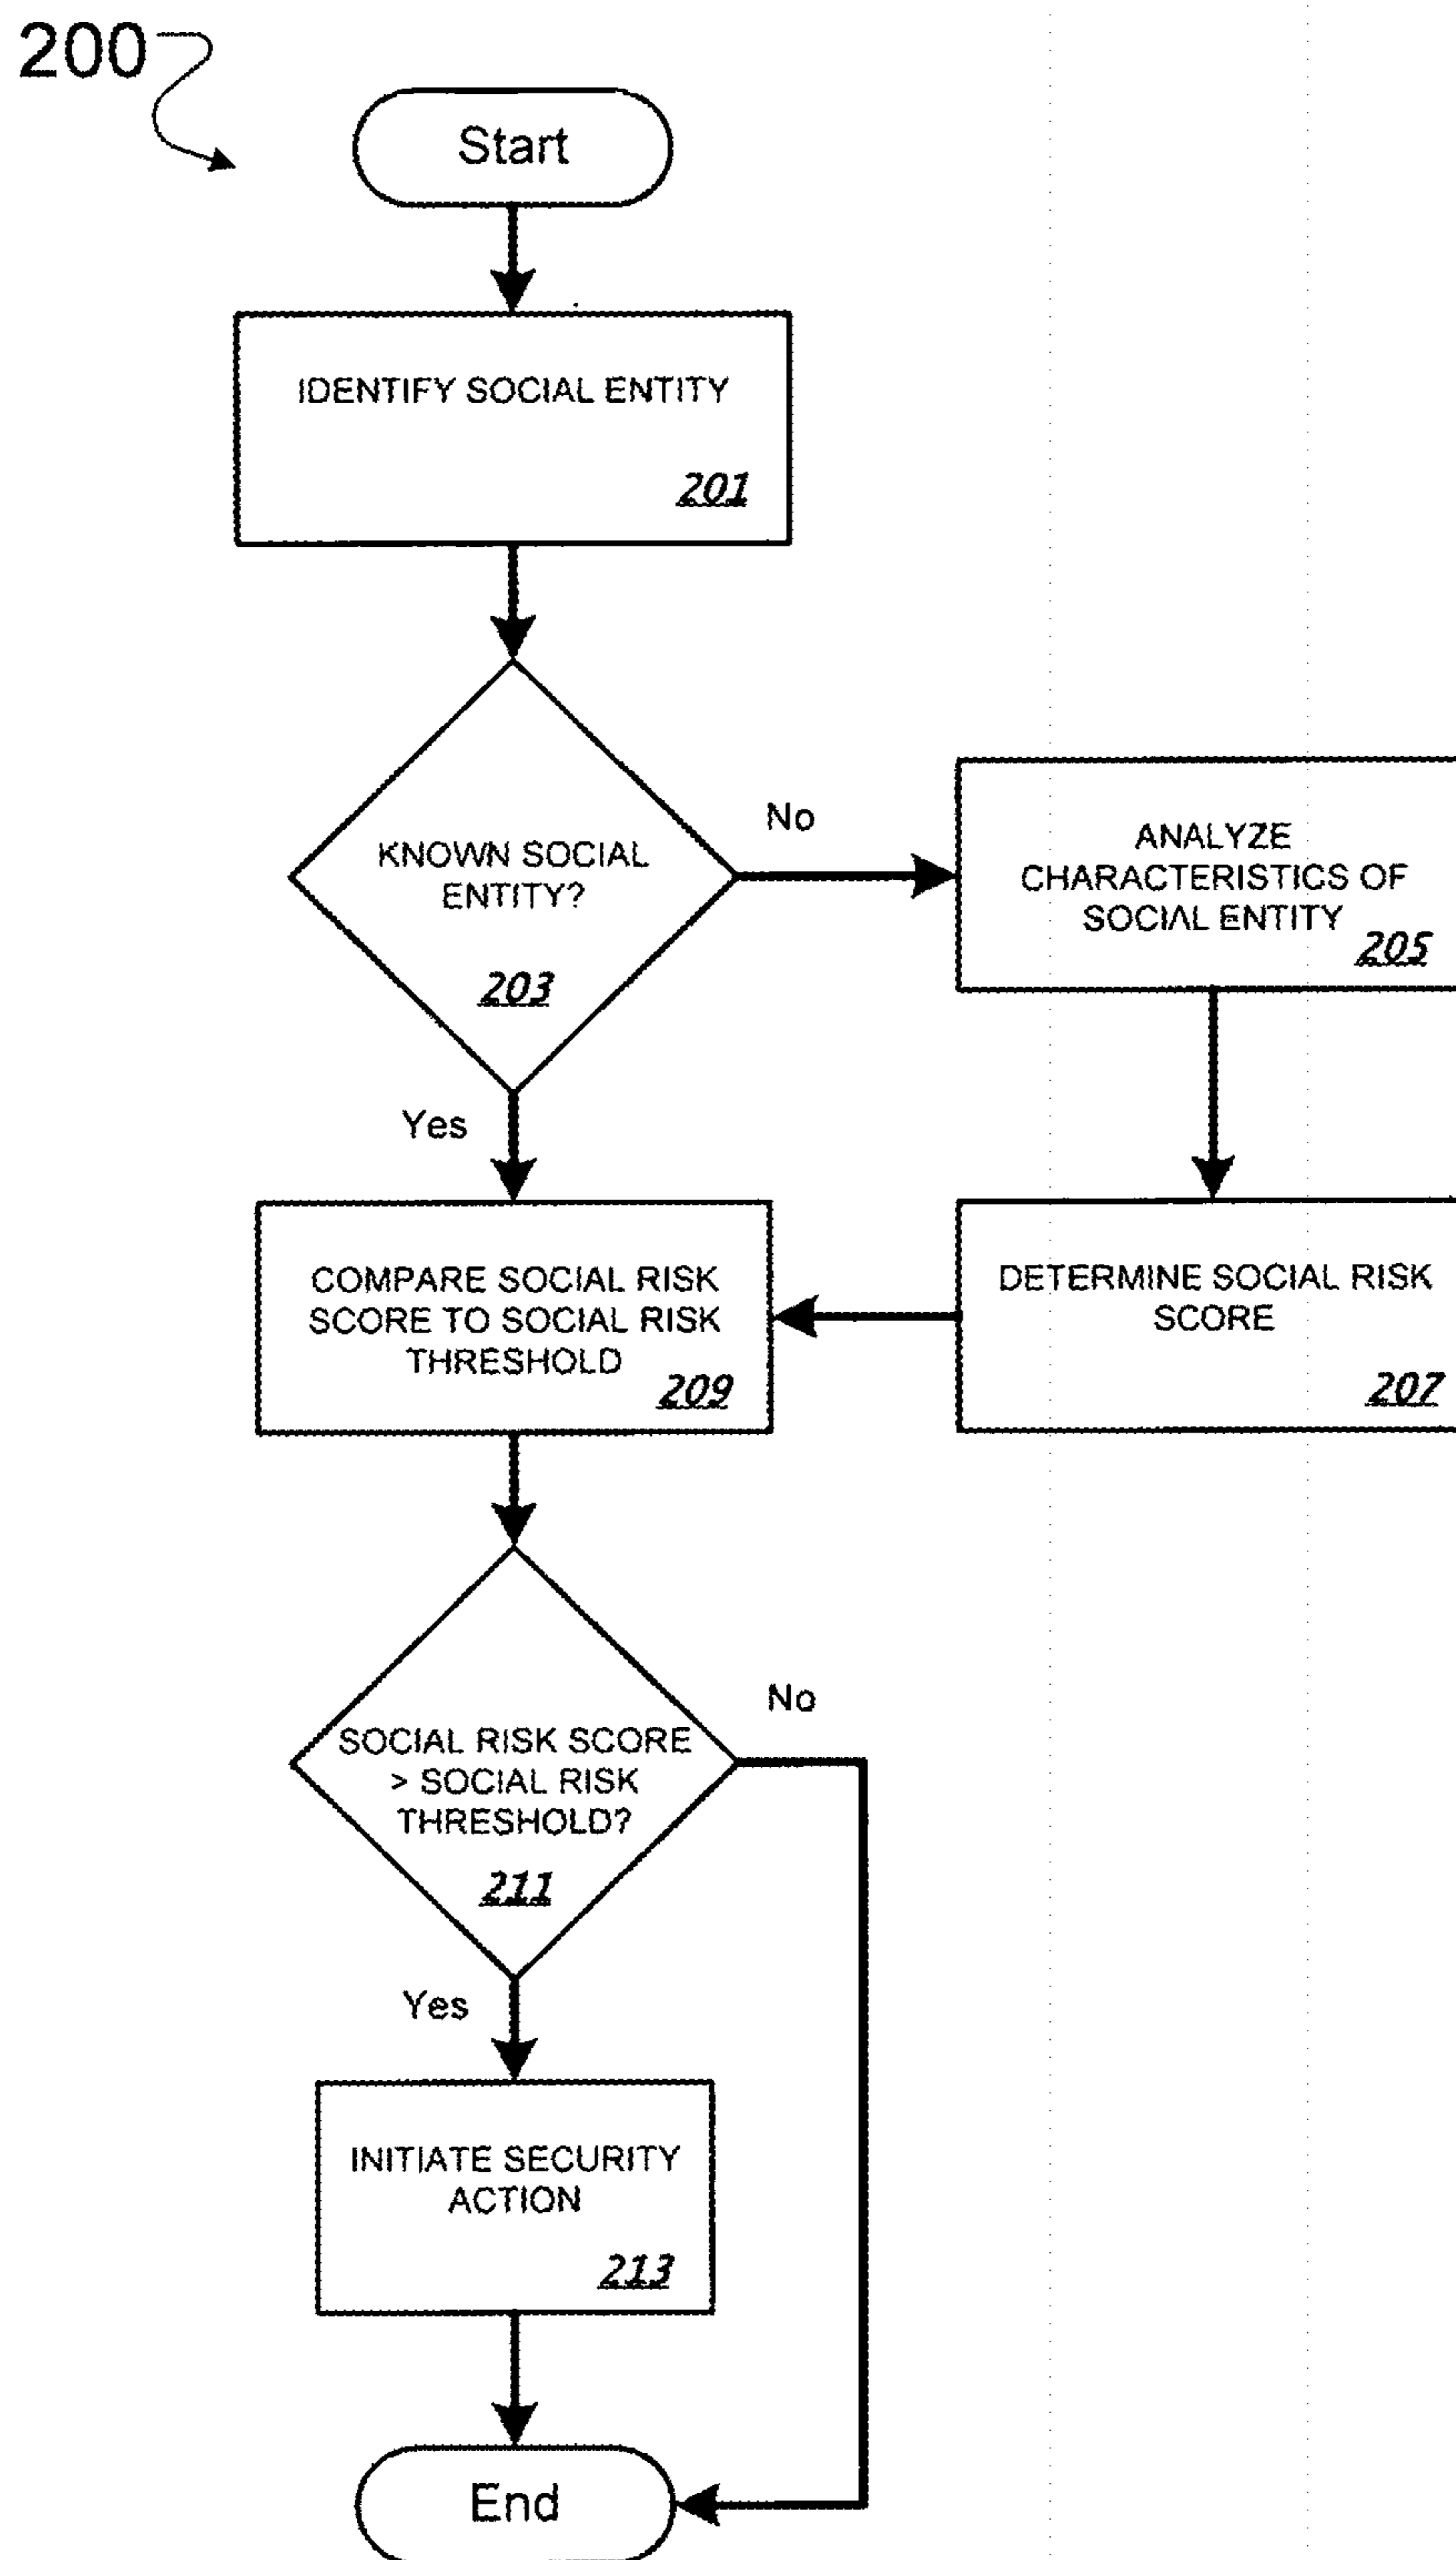 200
Start
IDENTIFY SOCIAL ENTITY
201
KNOWN SOCIAL
ENTITY?
203
No
ANALYZE
CHARACTERISTICS OF
SOCIAL ENTITY
205
Yes
COMPARE SOCIAL RISK
SCORE TO SOCIAL RISK
THRESHOLD
209
DETERMINE SOCIAL RISK
SCORE
207
SOCIAL RISK SCORE
> SOCIAL RISK
THRESHOLD?
211
No
Yes
INITIATE SECURITY
ACTION
213
End